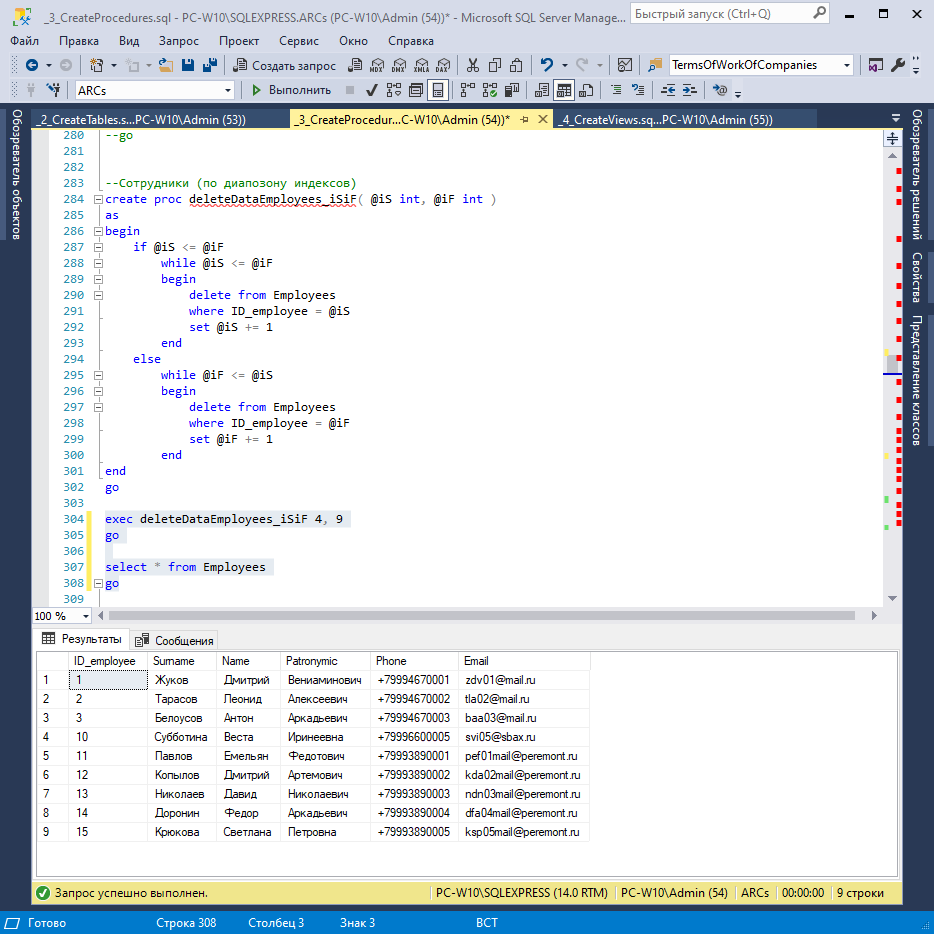 _3_CreateProcedures.sql - PC-W10\SQLEXPRESS.ARCs (PC-W10\Admin (54))* - Microsoft SQL Server Manage...
Быстрый запуск (Ctrl+Q)
Файл Правка Вид Запрос Проект Сервис Окно Справка
Создать запрос MDX DMX XMLA DAX TermsOfWorkOfCompanies
ARCs Выполнить
Обозреватель объектов
_2_CreateTables.s...PC-W10\Admin (53)) _3_CreateProcedur...C-W10\Admin (54))* _4_CreateViews.sq...PC-W10\Admin (55))
280 --go
281
282
283 --Сотрудники (по диапозону индексов)
284 create proc deleteDataEmployees_iSiF( @iS int, @iF int )
285 as
286 begin
287 if @iS <= @iF
288 while @iS <= @iF
289 begin
290 delete from Employees
291 where ID_employee = @iS
292 set @iS += 1
293 end
294 else
295 while @iF <= @iS
296 begin
297 delete from Employees
298 where ID_employee = @iF
299 set @iF += 1
300 end
301 end
302 go
303
304 exec deleteDataEmployees_iSiF 4, 9
305 go
306
307 select * from Employees
308 go
309
Обозреватель решений
Свойства
Представление классов
100 %
Результаты Сообщения
ID_employee Surname Name Patronymic Phone Email
1 1 Жуков Дмитрий Вениаминович +79994670001 zdv01@mail.ru
2 2 Тарасов Леонид Алексеевич +79994670002 tla02@mail.ru
3 3 Белоусов Антон Аркадьевич +79994670003 baa03@mail.ru
4 10 Субботина Веста Иринеевна +79996600005 svi05@sbax.ru
5 11 Павлов Емельян Федотович +79993890001 pef01mail@peremont.ru
6 12 Копылов Дмитрий Артемович +79993890002 kda02mail@peremont.ru
7 13 Николаев Давид Николаевич +79993890003 ndn03mail@peremont.ru
8 14 Доронин Федор Аркадьевич +79993890004 dfa04mail@peremont.ru
9 15 Крюкова Светлана Петровна +79993890005 ksp05mail@peremont.ru
Запрос успешно выполнен. PC-W10\SQLEXPRESS (14.0 RTM) PC-W10\Admin (54) ARCs 00:00:00 9 строки
Готово Строка 308 Столбец 3 Знак 3 ВСТ